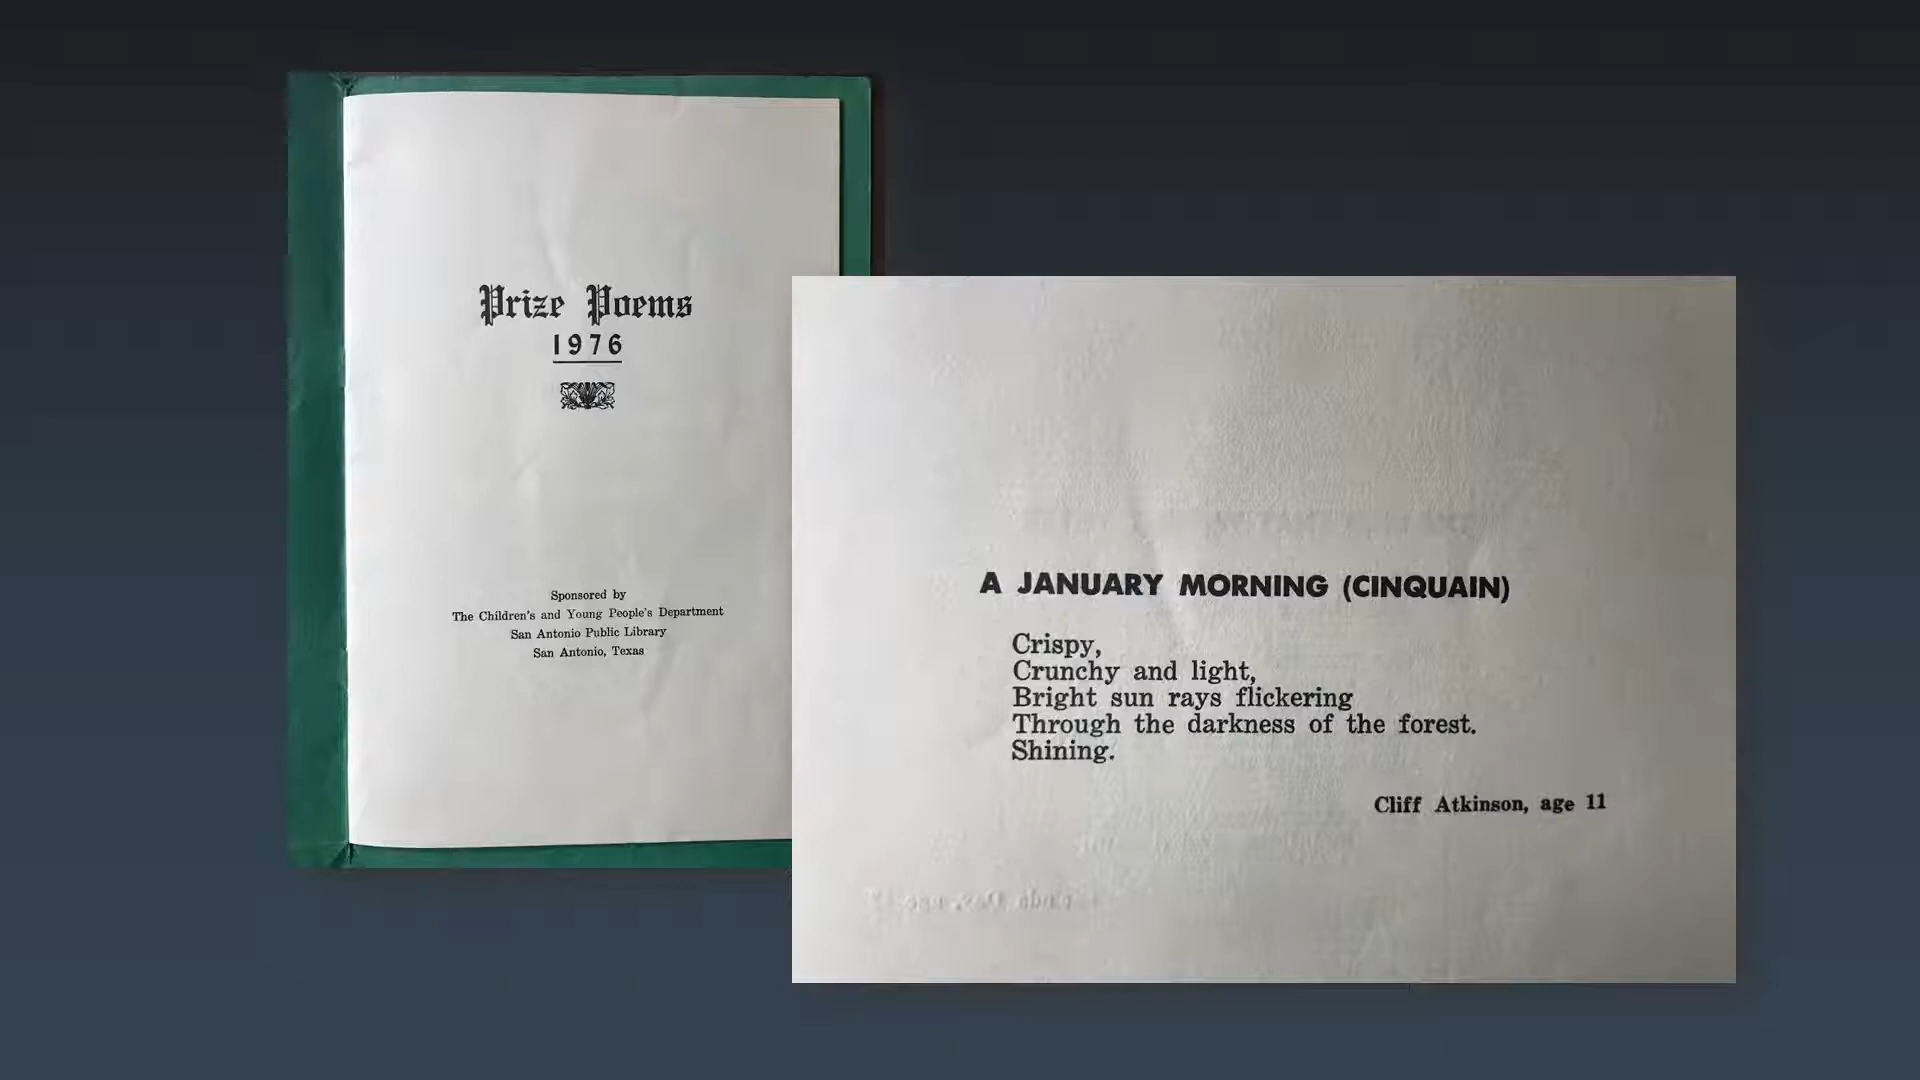 Prize Poems
1976
Sponsored by
The Children's and Young People's Department
San Antonio Public Library
San Antonio, Texas
A JANUARY MORNING (CINQUAIN)
Crispy,
Crunchy and light,
Bright sun rays flickering
Through the darkness of the forest.
Shining.
Cliff Atkinson, age 11